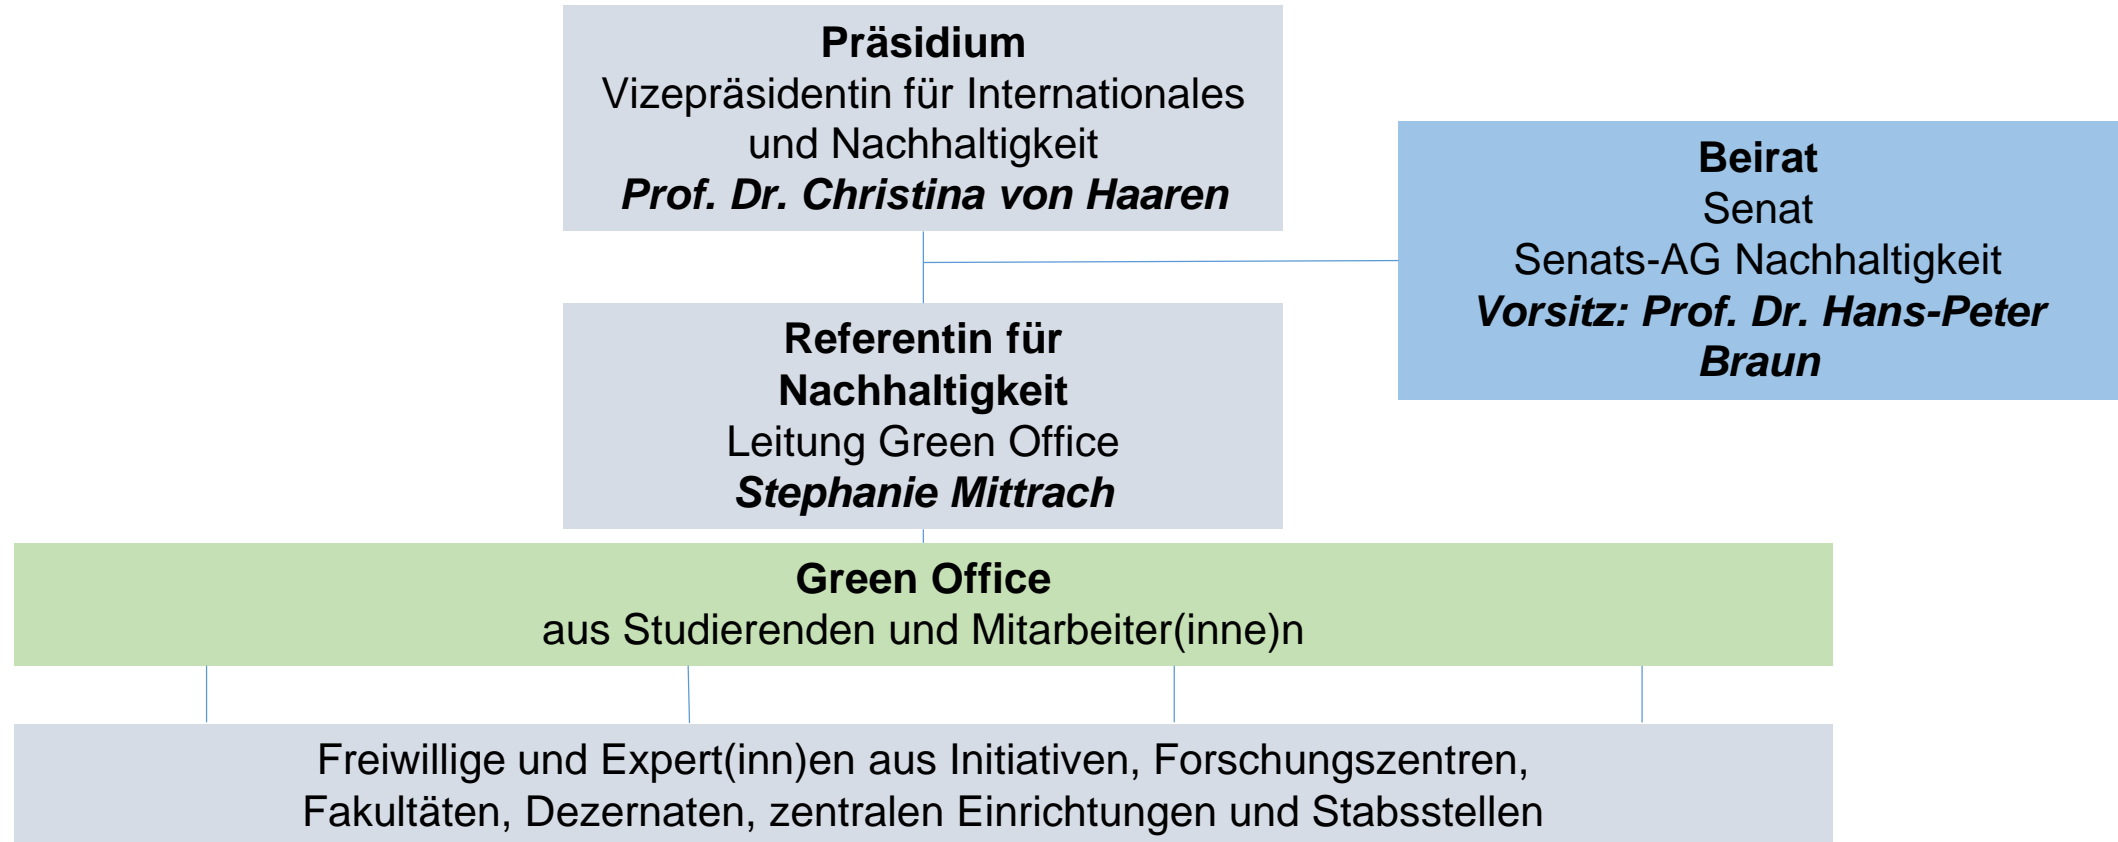 Präsidium
Vizepräsidentin für Internationales
und Nachhaltigkeit
Prof. Dr. Christina von Haaren
Beirat
Senat
Senats-AG Nachhaltigkeit
Vorsitz: Prof. Dr. Hans-Peter
Braun
Referentin für
Nachhaltigkeit
Leitung Green Office
Stephanie Mittrach
Green Office
aus Studierenden und Mitarbeiter(inne)n
Freiwillige und Expert(inn)en aus Initiativen, Forschungszentren,
Fakultäten, Dezernaten, zentralen Einrichtungen und Stabsstellen